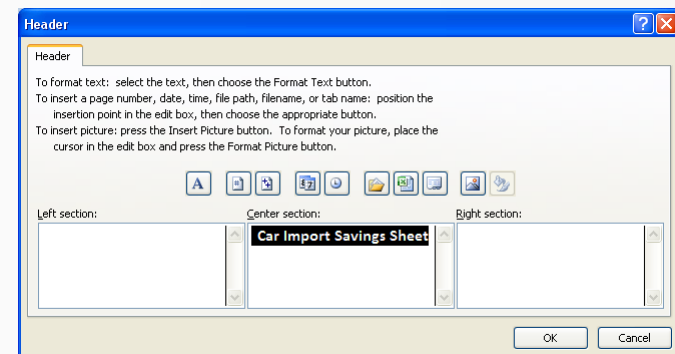 Header
Header
To format text: select the text, then choose the Format Text button.
To insert a page number, date, time, file path, filename, or tab name: position the
insertion point in the edit box, then choose the appropriate button.
To insert picture: press the Insert Picture button. To format your picture, place the
cursor in the edit box and press the Format Picture button.
A
Left section: Center section: Right section:
Car Import Savings Sheet
OK Cancel